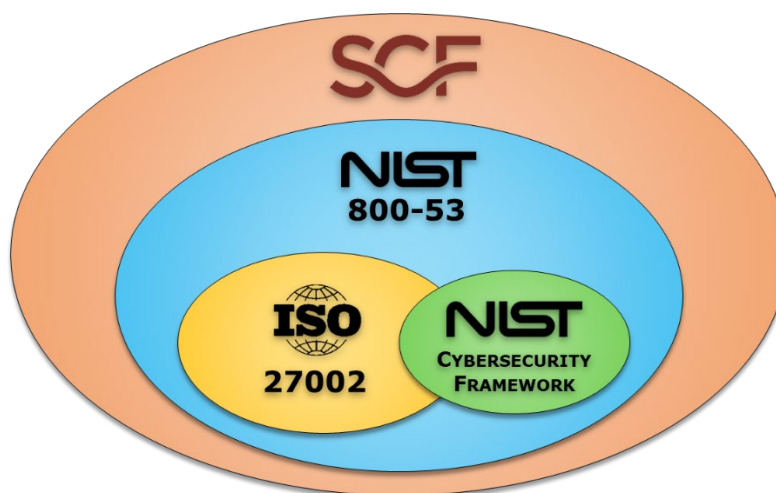 SCF
NIST
800-53
ISO
27002
NIST
CYBERSECURITY
FRAMEWORK